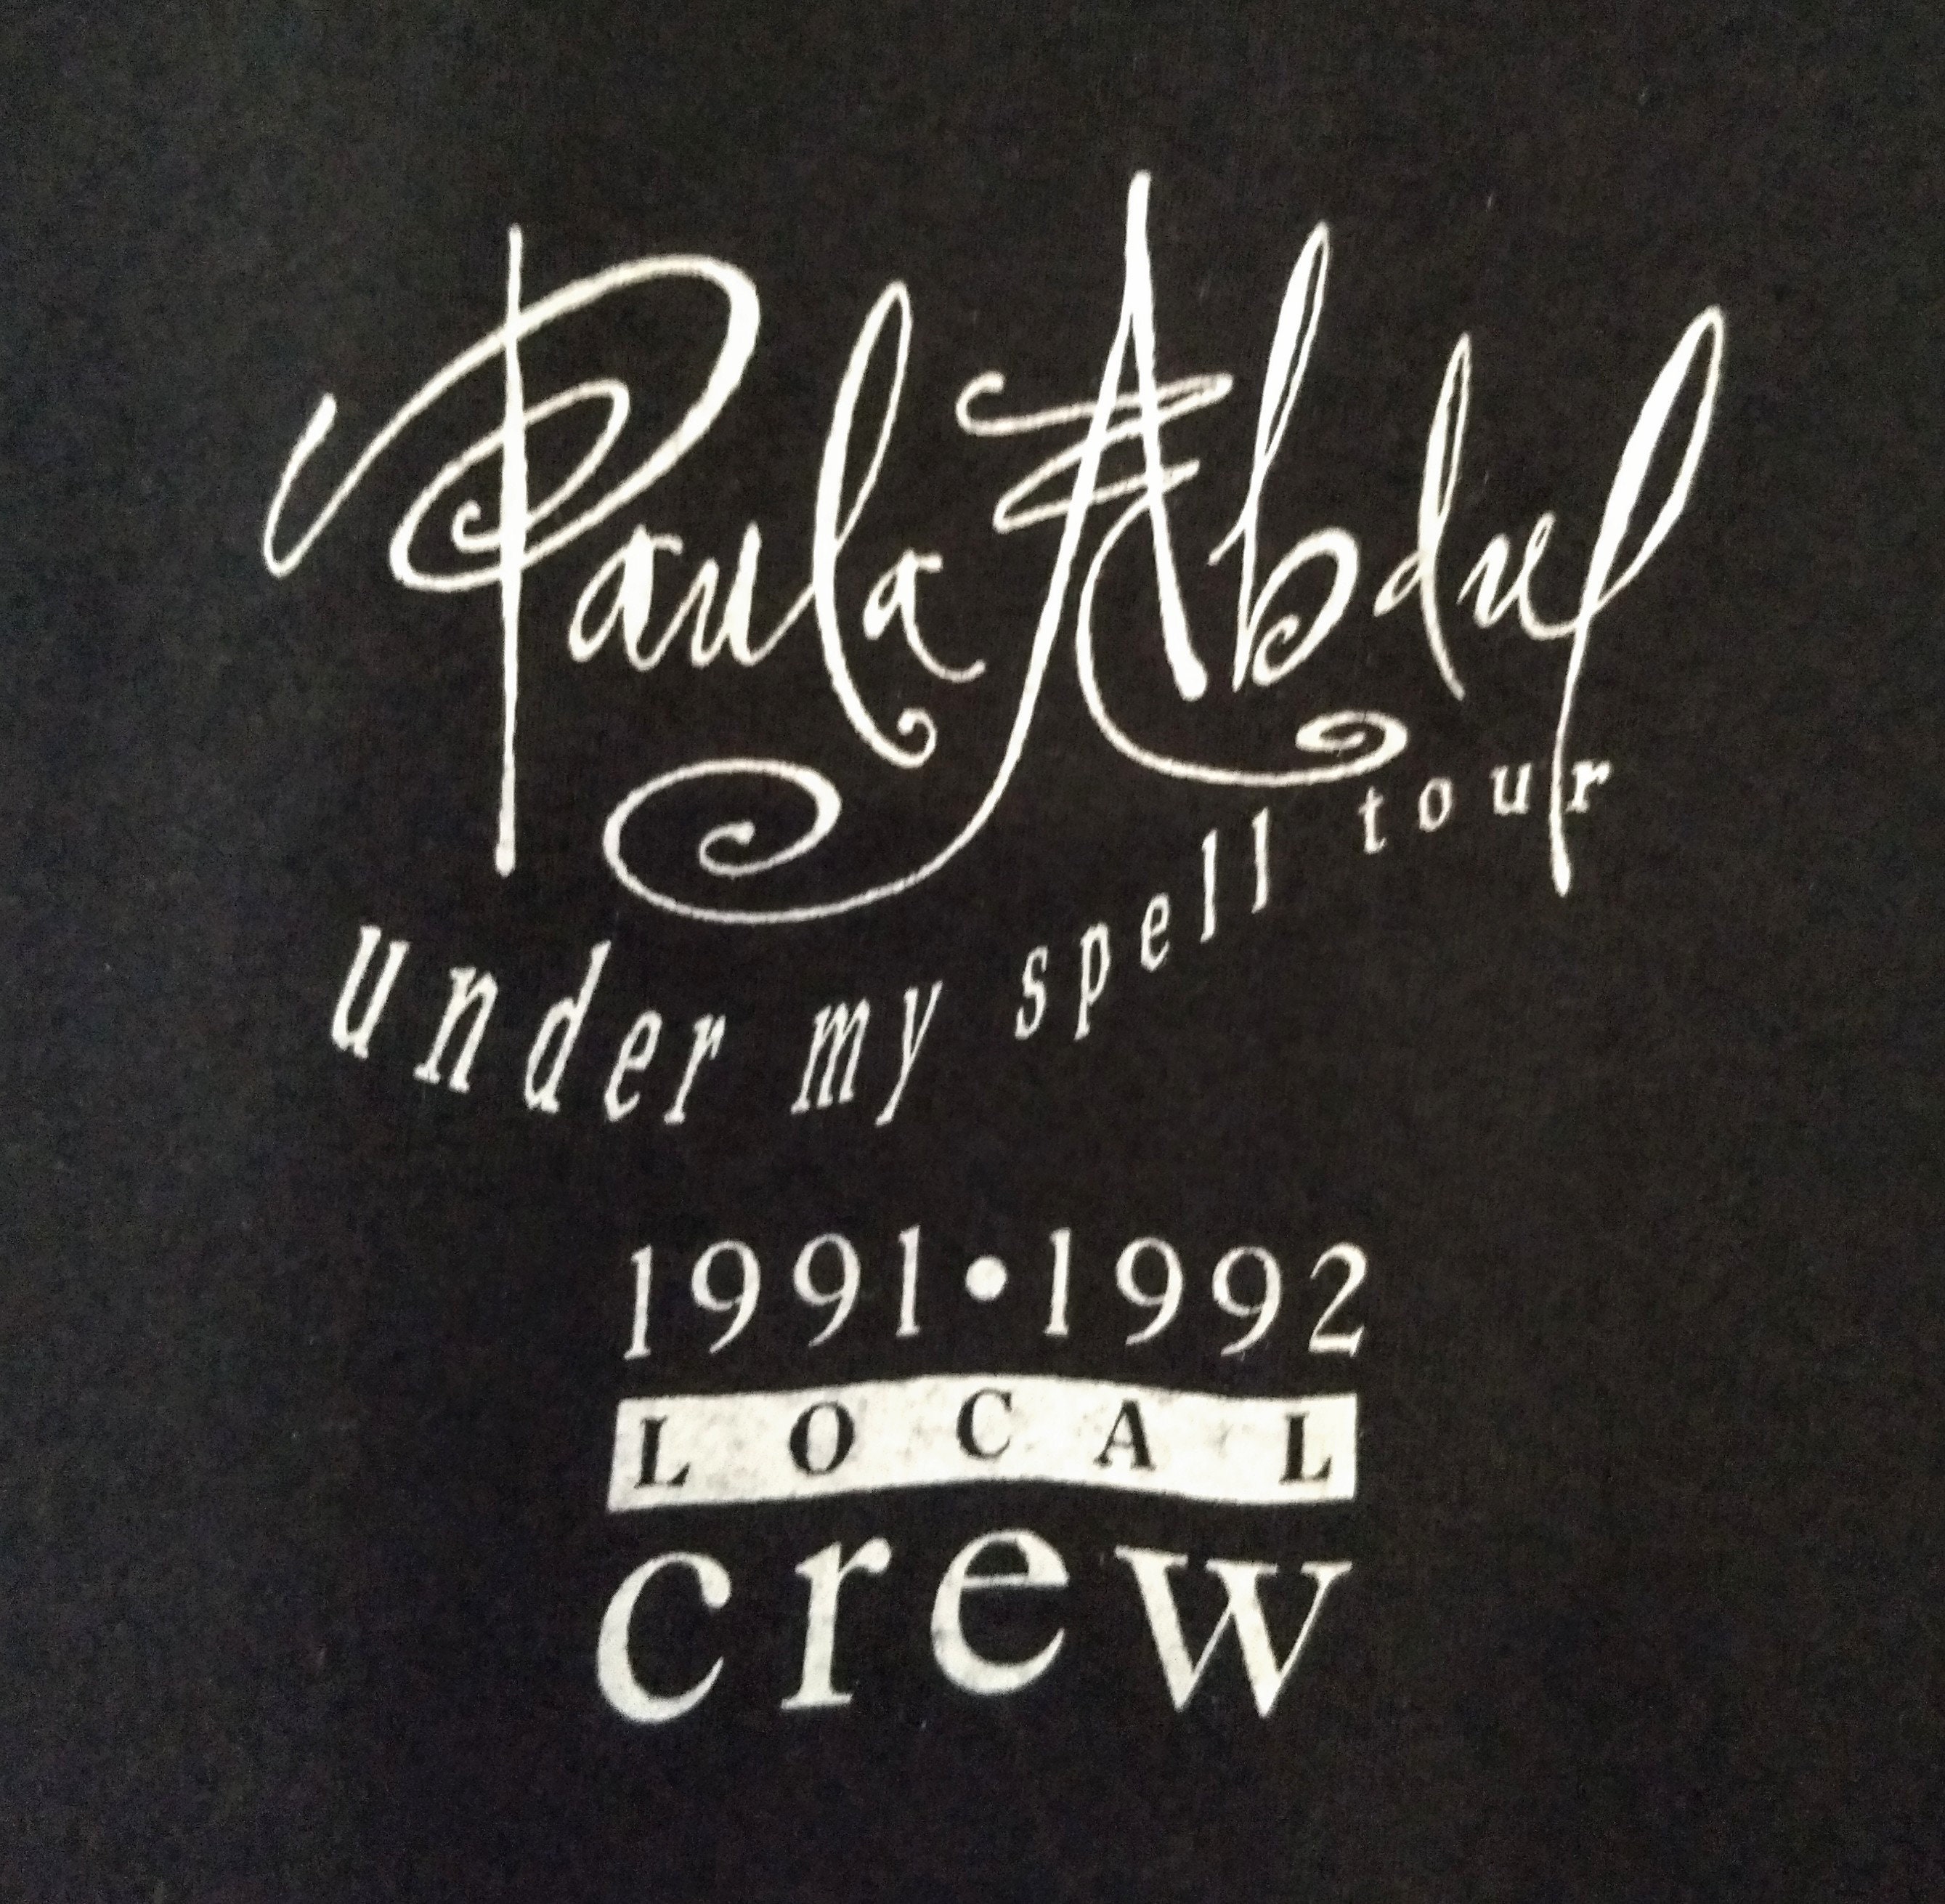 Paula Abdul
under my spell tour
1991•1992
LOCAL
crew